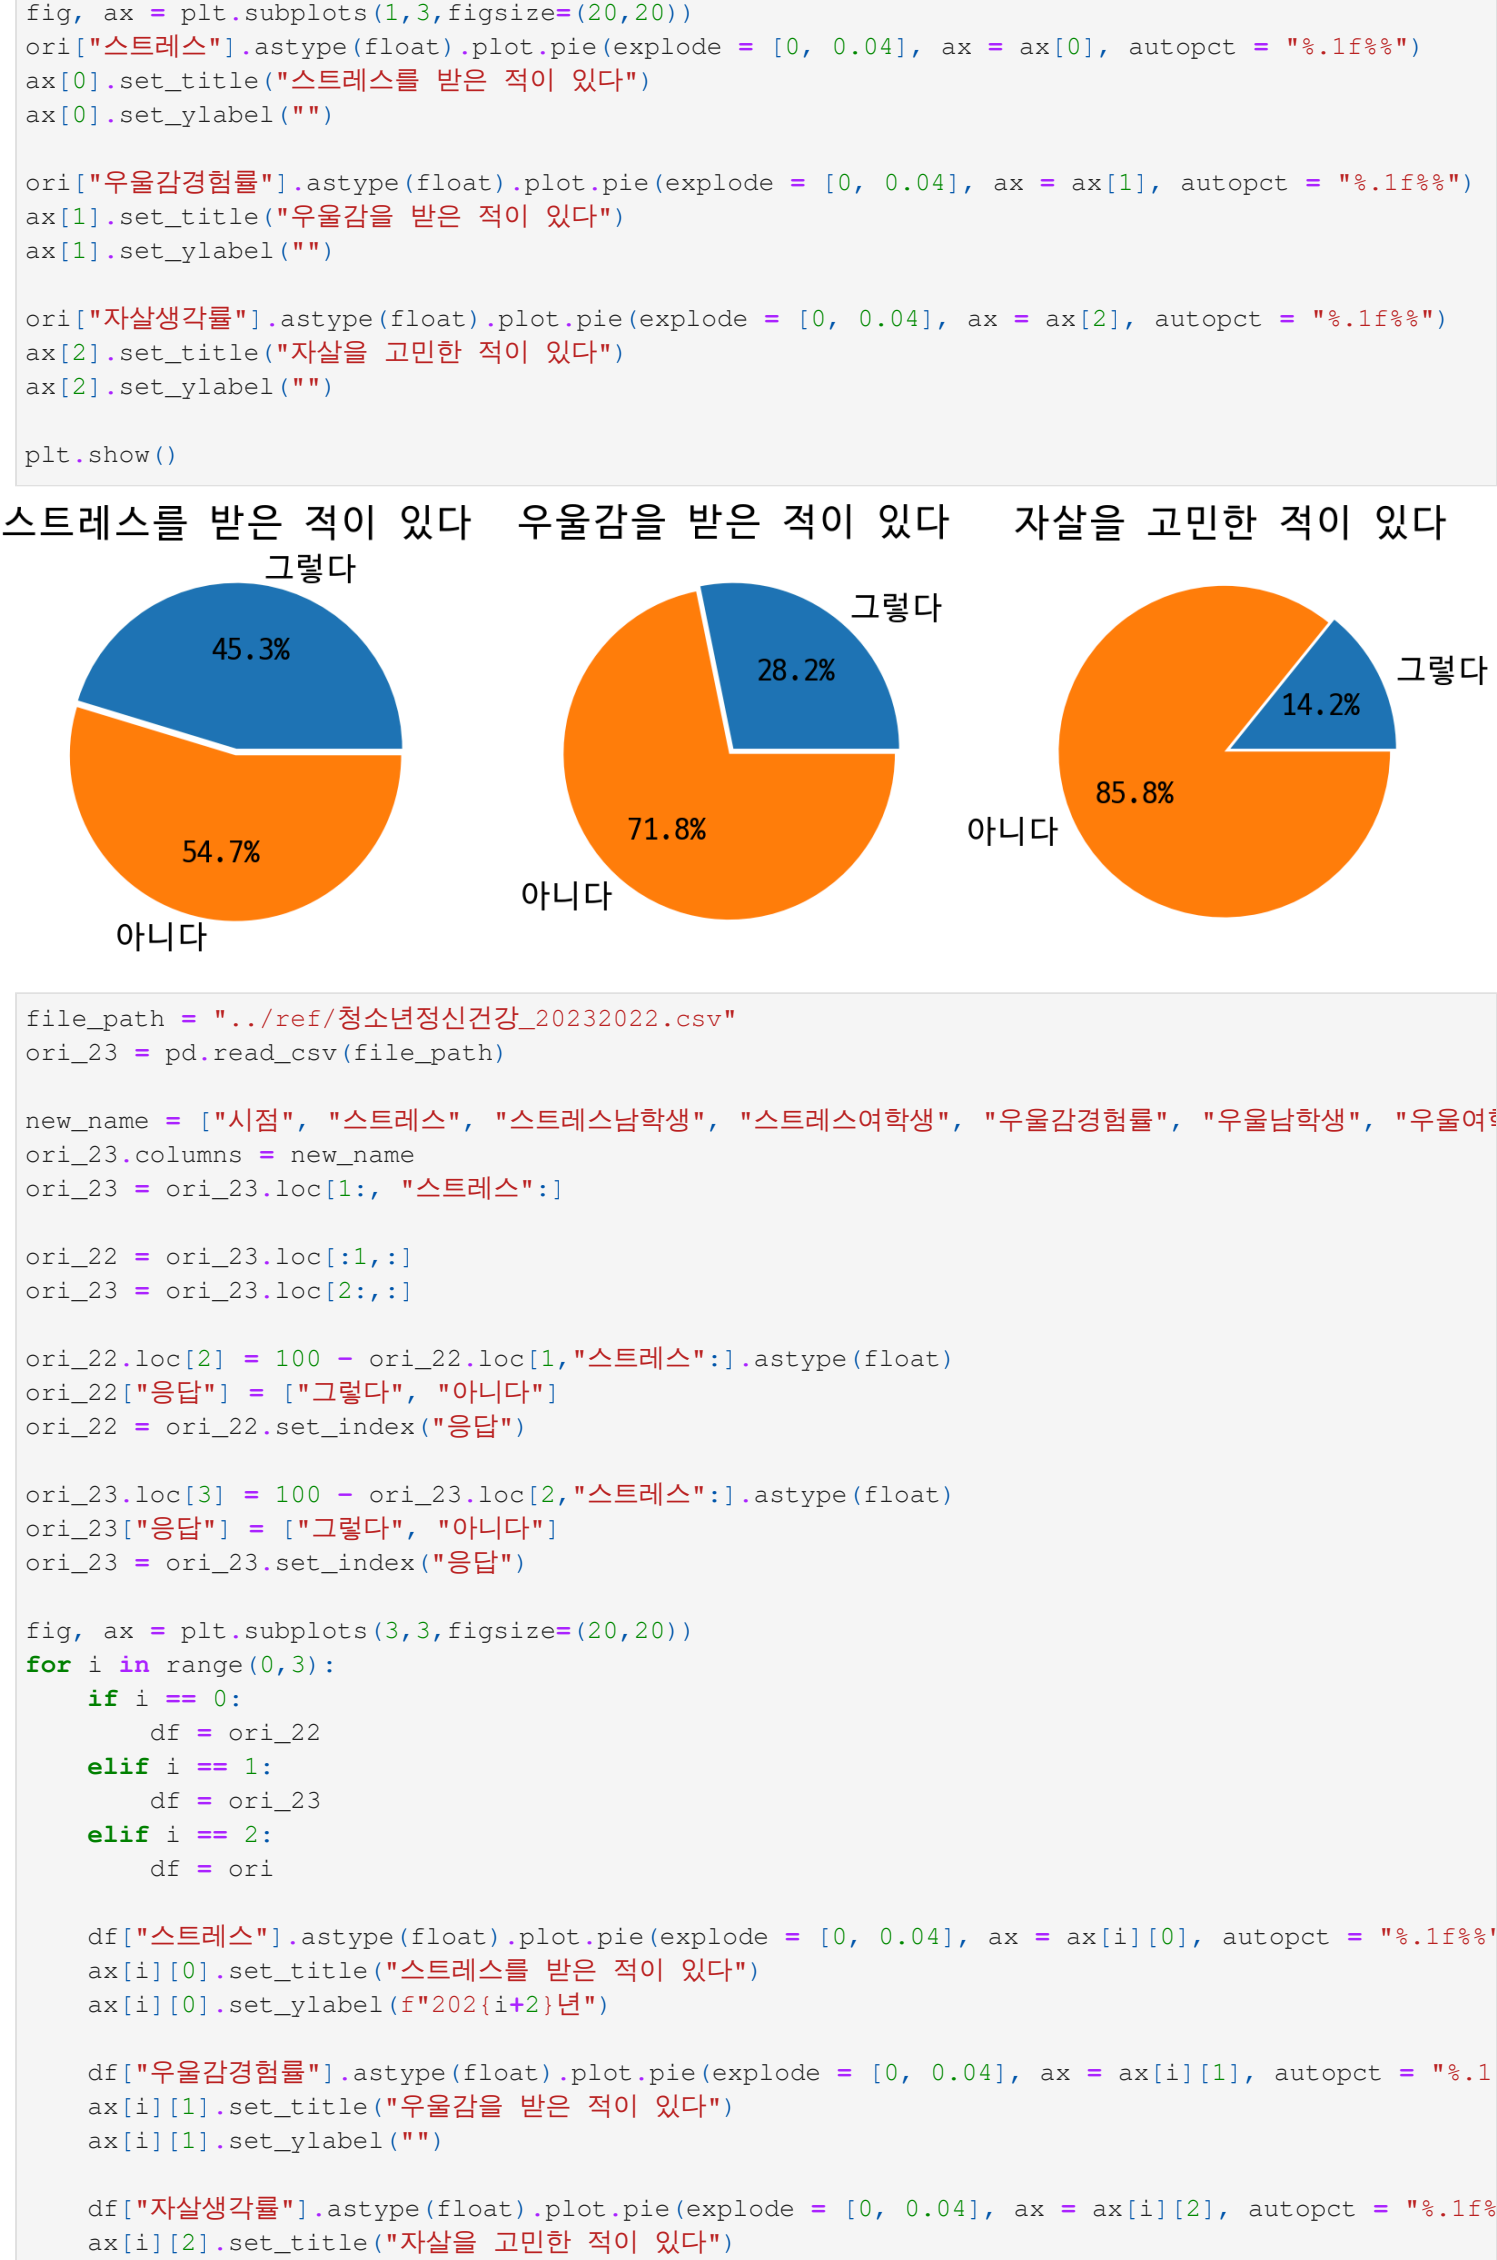 fig, ax = plt.subplots(1,3,figsize=(20,20))
ori["스트레스"].astype(float).plot.pie(explode = [0, 0.04], ax = ax[0], autopct = "%.1f%%")
ax[0].set_title("스트레스를 받은 적이 있다")
ax[0].set_ylabel("")
ori["우울감경험률"].astype(float).plot.pie(explode = [0, 0.04], ax = ax[1], autopct = "%.1f%%")
ax[1].set_title("우울감을 받은 적이 있다")
ax[1].set_ylabel("")
ori["자살생각률"].astype(float).plot.pie(explode = [0, 0.04], ax = ax[2], autopct = "%.1f%%")
ax[2].set_title("자살을 고민한 적이 있다")
ax[2].set_ylabel("")
plt.show()
스트레스를 받은 적이 있다
그렇다
45.3%
54.7%
아니다
우울감을 받은 적이 있다
그렇다
28.2%
71.8%
아니다
자살을 고민한 적이 있다
그렇다
14.2%
85.8%
아니다
file_path = "../ref/청소년정신건강_20232022.csv"
ori_23 = pd.read_csv(file_path)
new_name = ["시점", "스트레스", "스트레스남학생", "스트레스여학생", "우울감경험률", "우울남학생", "우울여
ori_23.columns = new_name
ori_23 = ori_23.loc[1:, "스트레스":]
ori_22 = ori_23.loc[:1,:]
ori_23 = ori_23.loc[2:,:]
ori_22.loc[2] = 100 - ori_22.loc[1,"스트레스":].astype(float)
ori_22["응답"] = ["그렇다", "아니다"]
ori_22 = ori_22.set_index("응답")
ori_23.loc[3] = 100 - ori_23.loc[2,"스트레스":].astype(float)
ori_23["응답"] = ["그렇다", "아니다"]
ori_23 = ori_23.set_index("응답")
fig, ax = plt.subplots(3,3,figsize=(20,20))
for i in range(0,3):
    if i == 0:
        df = ori_22
    elif i == 1:
        df = ori_23
    elif i == 2:
        df = ori
    df["스트레스"].astype(float).plot.pie(explode = [0, 0.04], ax = ax[i][0], autopct = "%.1f%%"
    ax[i][0].set_title("스트레스를 받은 적이 있다")
    ax[i][0].set_ylabel(f"202{i+2}년")
    df["우울감경험률"].astype(float).plot.pie(explode = [0, 0.04], ax = ax[i][1], autopct = "%.1
    ax[i][1].set_title("우울감을 받은 적이 있다")
    ax[i][1].set_ylabel("")
    df["자살생각률"].astype(float).plot.pie(explode = [0, 0.04], ax = ax[i][2], autopct = "%.1f%
    ax[i][2].set_title("자살을 고민한 적이 있다")